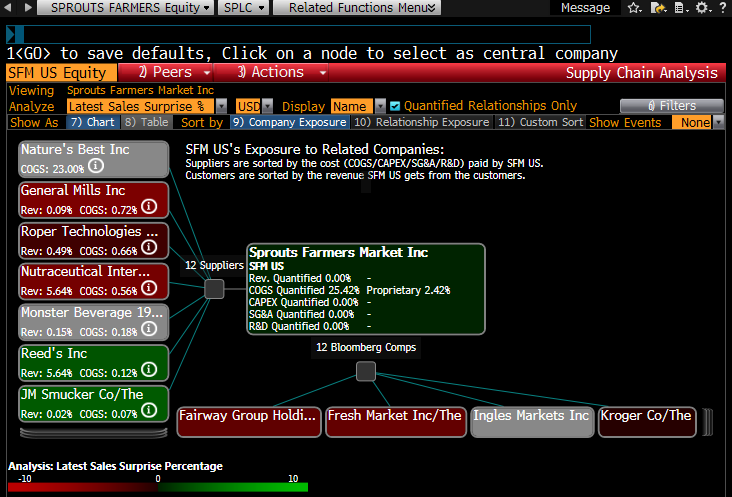 SPROUTS FARMERS Equity SPLC Related Functions Menu Message ?
1<GO> to save defaults, Click on a node to select as central company
SFM US Equity 2) Peers 3) Actions Supply Chain Analysis
Viewing Sprouts Farmers Market Inc
Analyze Latest Sales Surprise % USD Display Name Quantified Relationships Only 6) Filters
Show As 7) Chart 8) Table Sort by 9) Company Exposure 10) Relationship Exposure 11) Custom Sort Show Events None
SFM US's Exposure to Related Companies:
Suppliers are sorted by the cost (COGS/CAPEX/SG&A/R&D) paid by SFM US.
Customers are sorted by the revenue SFM US gets from the customers.
Nature's Best Inc
COGS: 23.00%
General Mills Inc
Rev: 0.09% COGS: 0.72%
Roper Technologies ...
Rev: 0.49% COGS: 0.66%
Nutraceutical Inter...
Rev: 5.64% COGS: 0.56%
Monster Beverage 19...
Rev: 0.15% COGS: 0.18%
Reed's Inc
Rev: 5.64% COGS: 0.12%
JM Smucker Co/The
Rev: 0.02% COGS: 0.07%
12 Suppliers
Sprouts Farmers Market Inc
SFM US
Rev. Quantified 0.00% -
COGS Quantified 25.42% Proprietary 2.42%
CAPEX Quantified 0.00% -
SG&A Quantified 0.00% -
R&D Quantified 0.00% -
12 Bloomberg Comps
Fairway Group Holdi...
Fresh Market Inc/The
Ingles Markets Inc
Kroger Co/The
Analysis: Latest Sales Surprise Percentage
-10 0 10